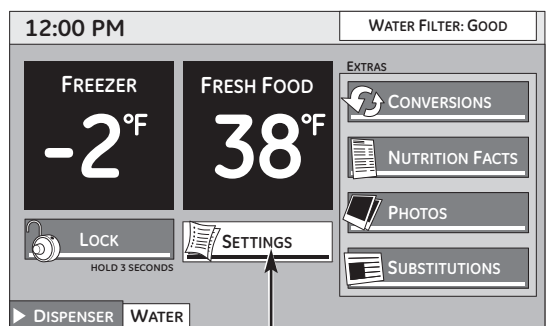 12:00 PM
WATER FILTER: GOOD
FREEZER
-2°F
FRESH FOOD
38°F
EXTRAS
CONVERSIONS
NUTRITION FACTS
PHOTOS
SUBSTITUTIONS
LOCK
HOLD 3 SECONDS
SETTINGS
DISPENSER WATER